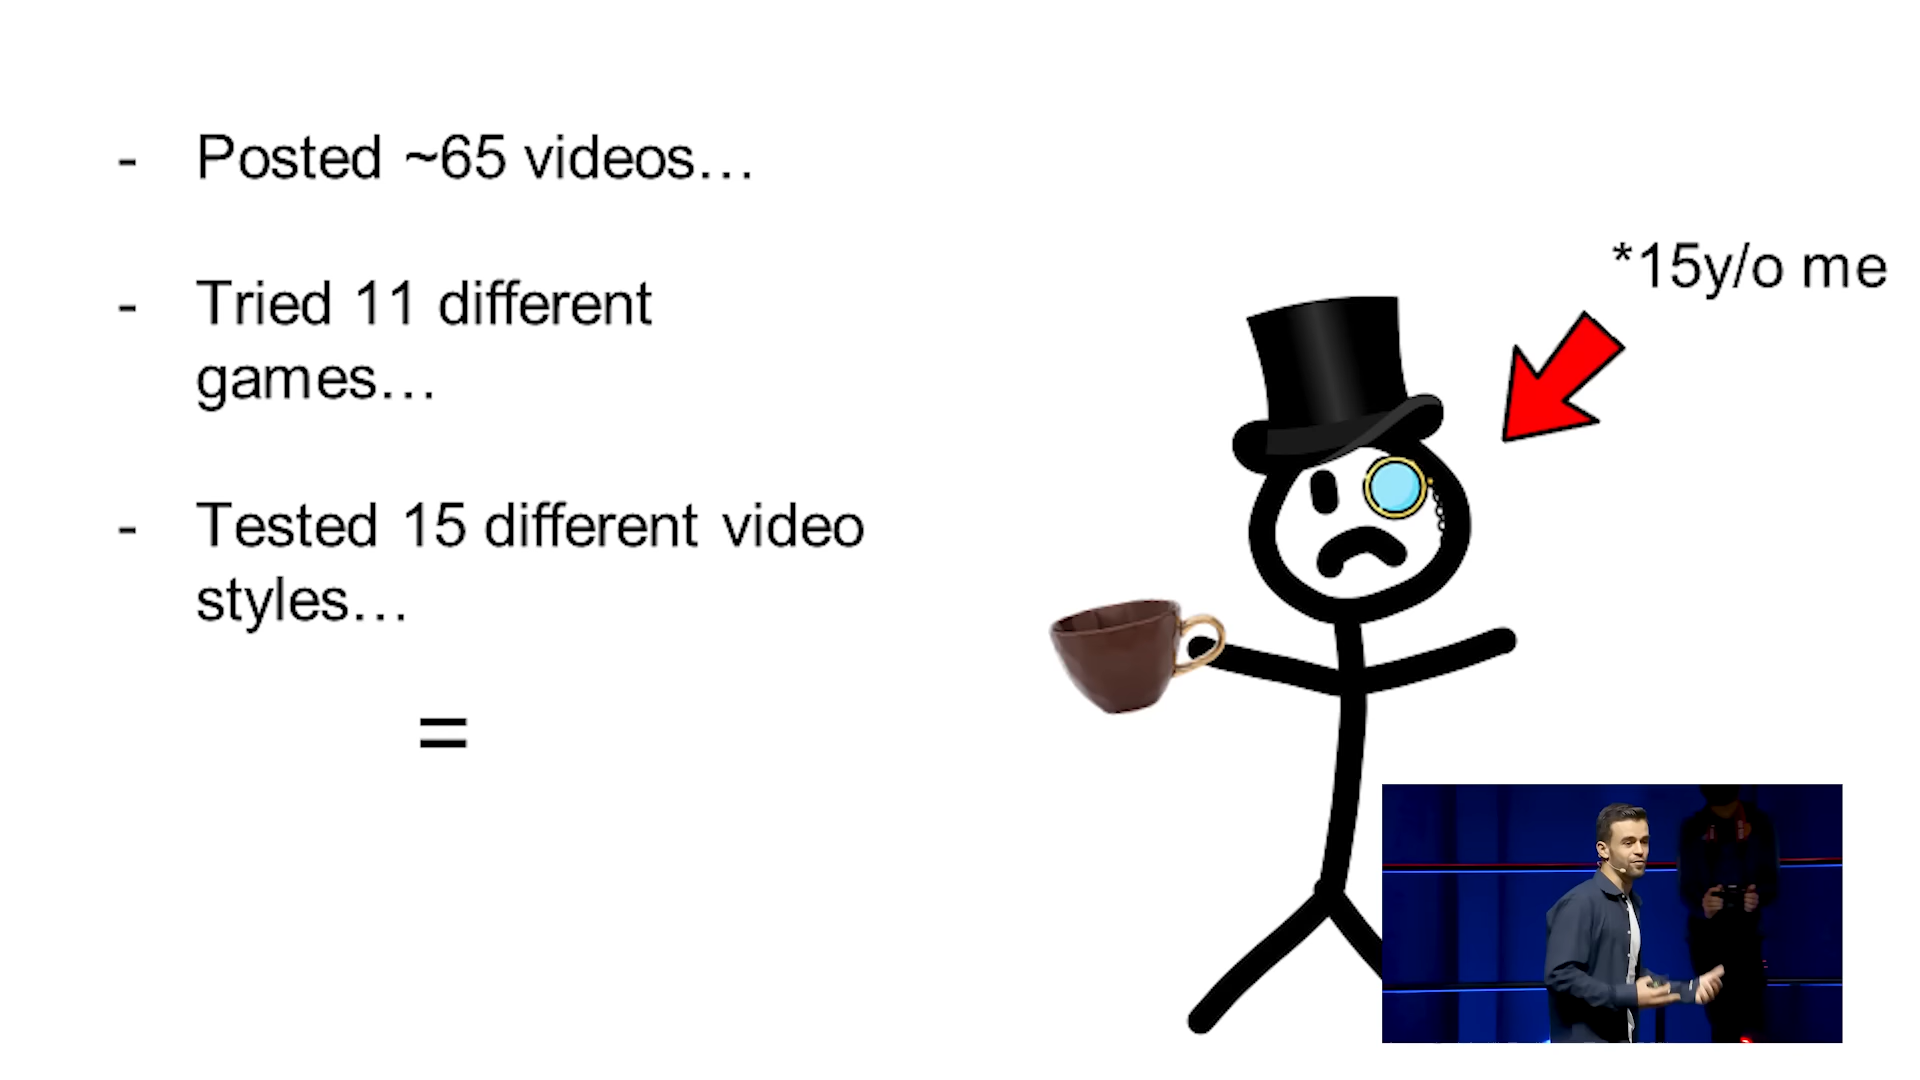 - Posted ~65 videos…
*15y/o me
- Tried 11 different
games…
- Tested 15 different video
styles…
=